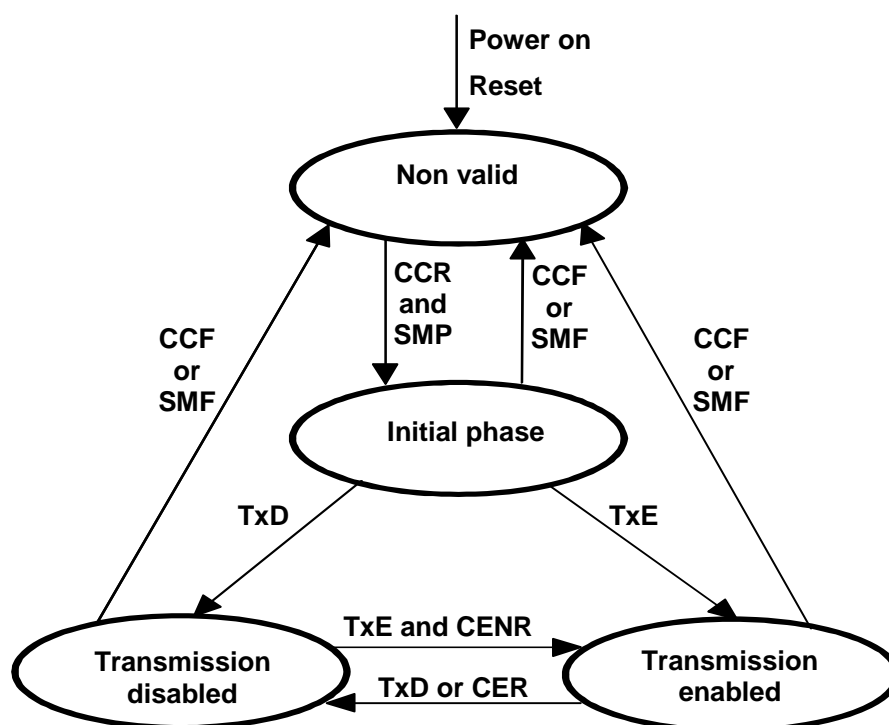 Power on
Reset
Non valid
CCR
and
SMP
CCF
or
SMF
CCF
or
SMF
CCF
or
SMF
Initial phase
TxD
TxE
TxE and CENR
Transmission
disabled
Transmission
enabled
TxD or CER